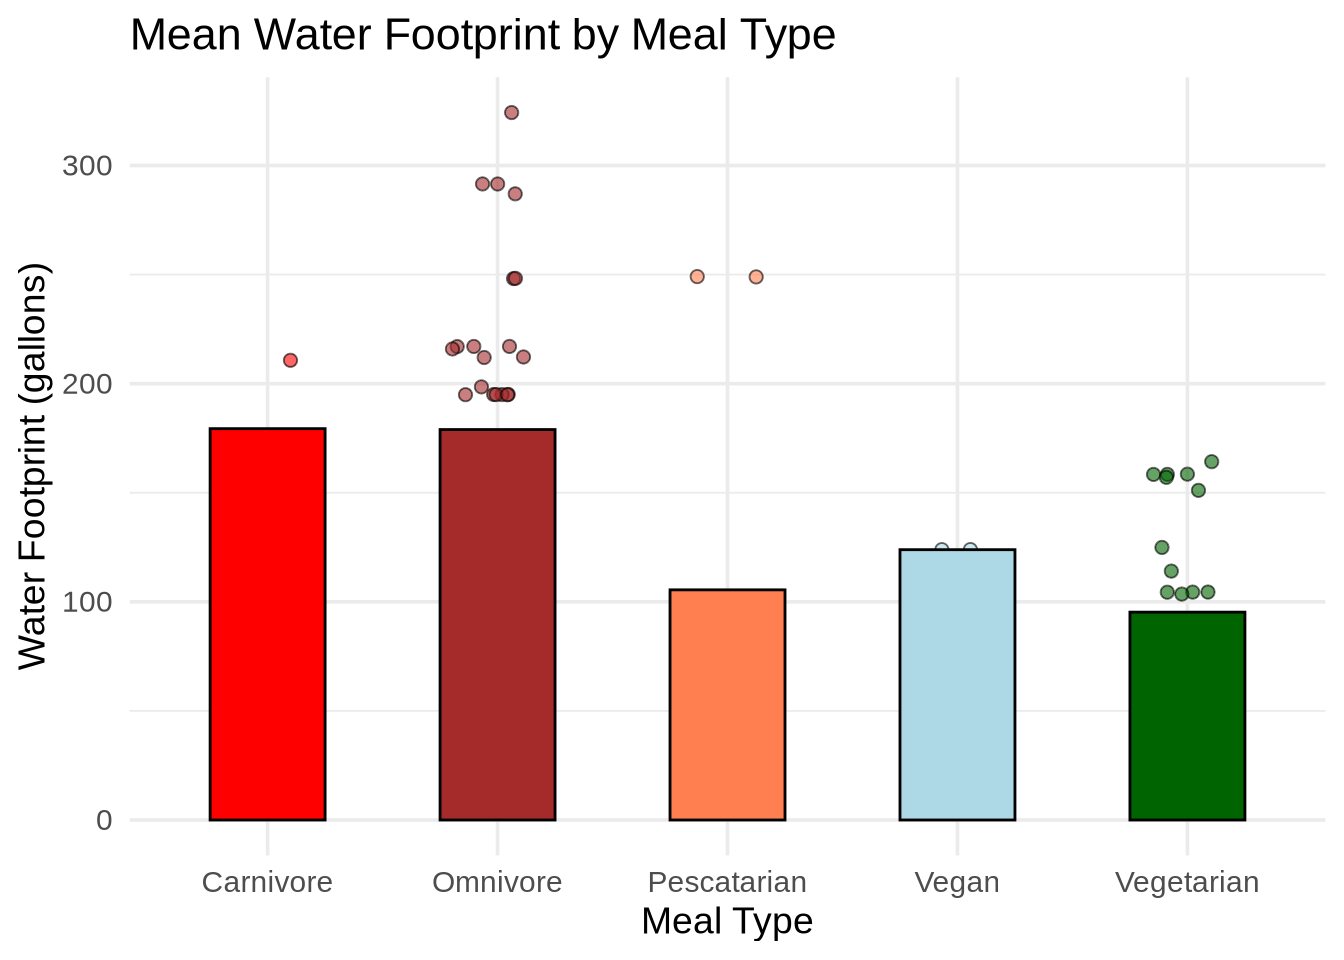 Mean Water Footprint by Meal Type
Water Footprint (gallons)
300
200
100
0
Carnivore Omnivore Pescatarian Vegan Vegetarian
Meal Type